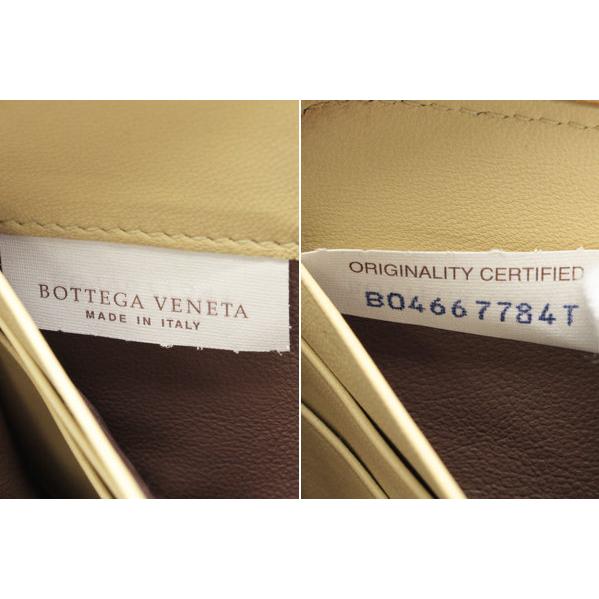 BOTTEGA VENETA
MADE IN ITALY
ORIGINALITY CERTIFIED
B04667784T